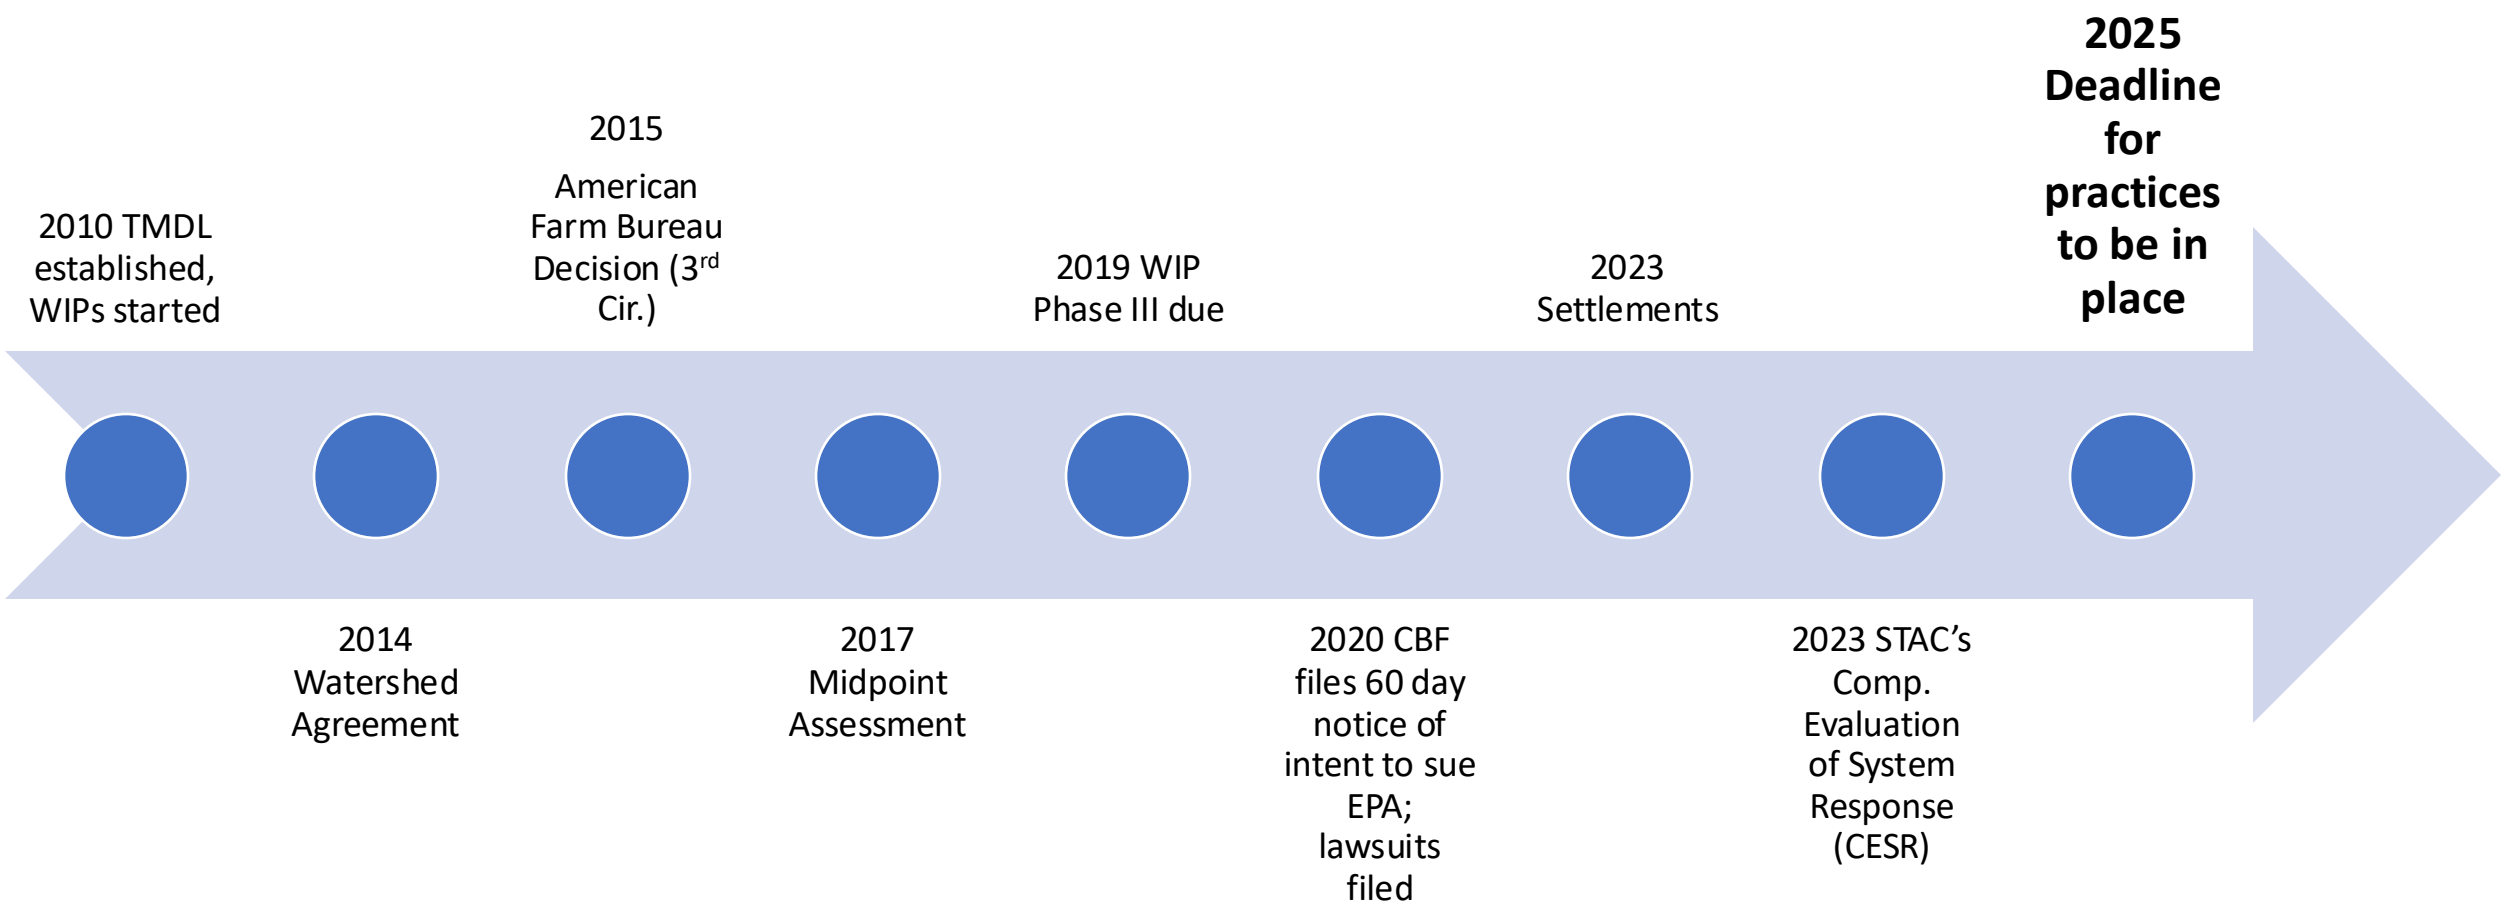 2010 TMDL
established,
WIPs started
2014
Watershed
Agreement
2015
American
Farm Bureau
Decision (3rd
Cir.)
2017
Midpoint
Assessment
2019 WIP
Phase III due
2020 CBF
files 60 day
notice of
intent to sue
EPA;
lawsuits
filed
2023
Settlements
2023 STAC’s
Comp.
Evaluation
of System
Response
(CESR)
2025
Deadline
for
practices
to be in
place